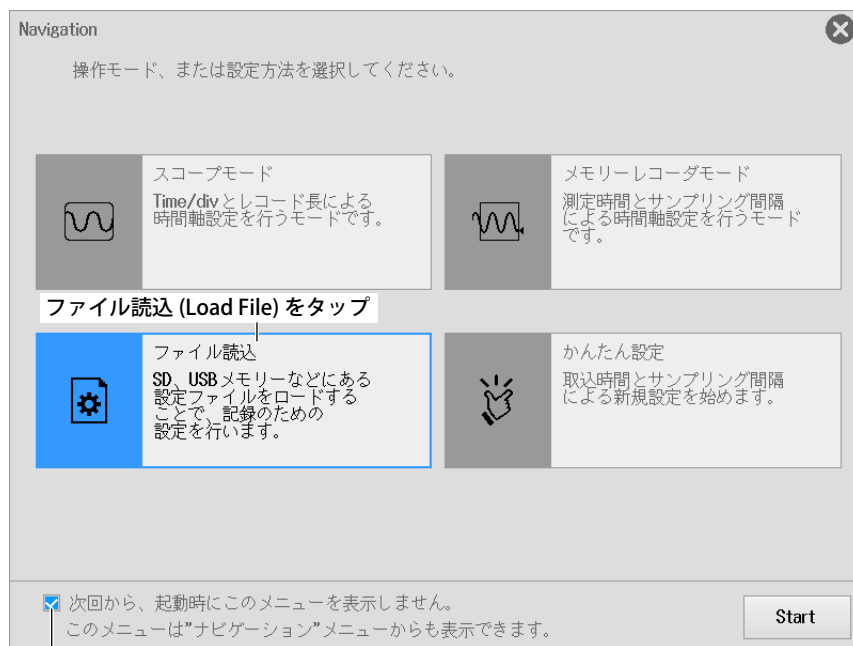 Navigation
操作モード、または設定方法を選択してください。
スコープモード
Time/divとレコード長による
時間軸設定を行うモードです。
メモリーレコーダモード
測定時間とサンプリング間隔
による時間軸設定を行うモード
です。
ファイル読込 (Load File) をタップ
ファイル読込
SD、USBメモリーなどにある
設定ファイルをロードする
ことで、記録のための
設定を行います。
かんたん設定
取込時間とサンプリング間隔
による新規設定を始めます。
次回から、起動時にこのメニューを表示しません。
このメニューは"ナビゲーション"メニューからも表示できます。
Start